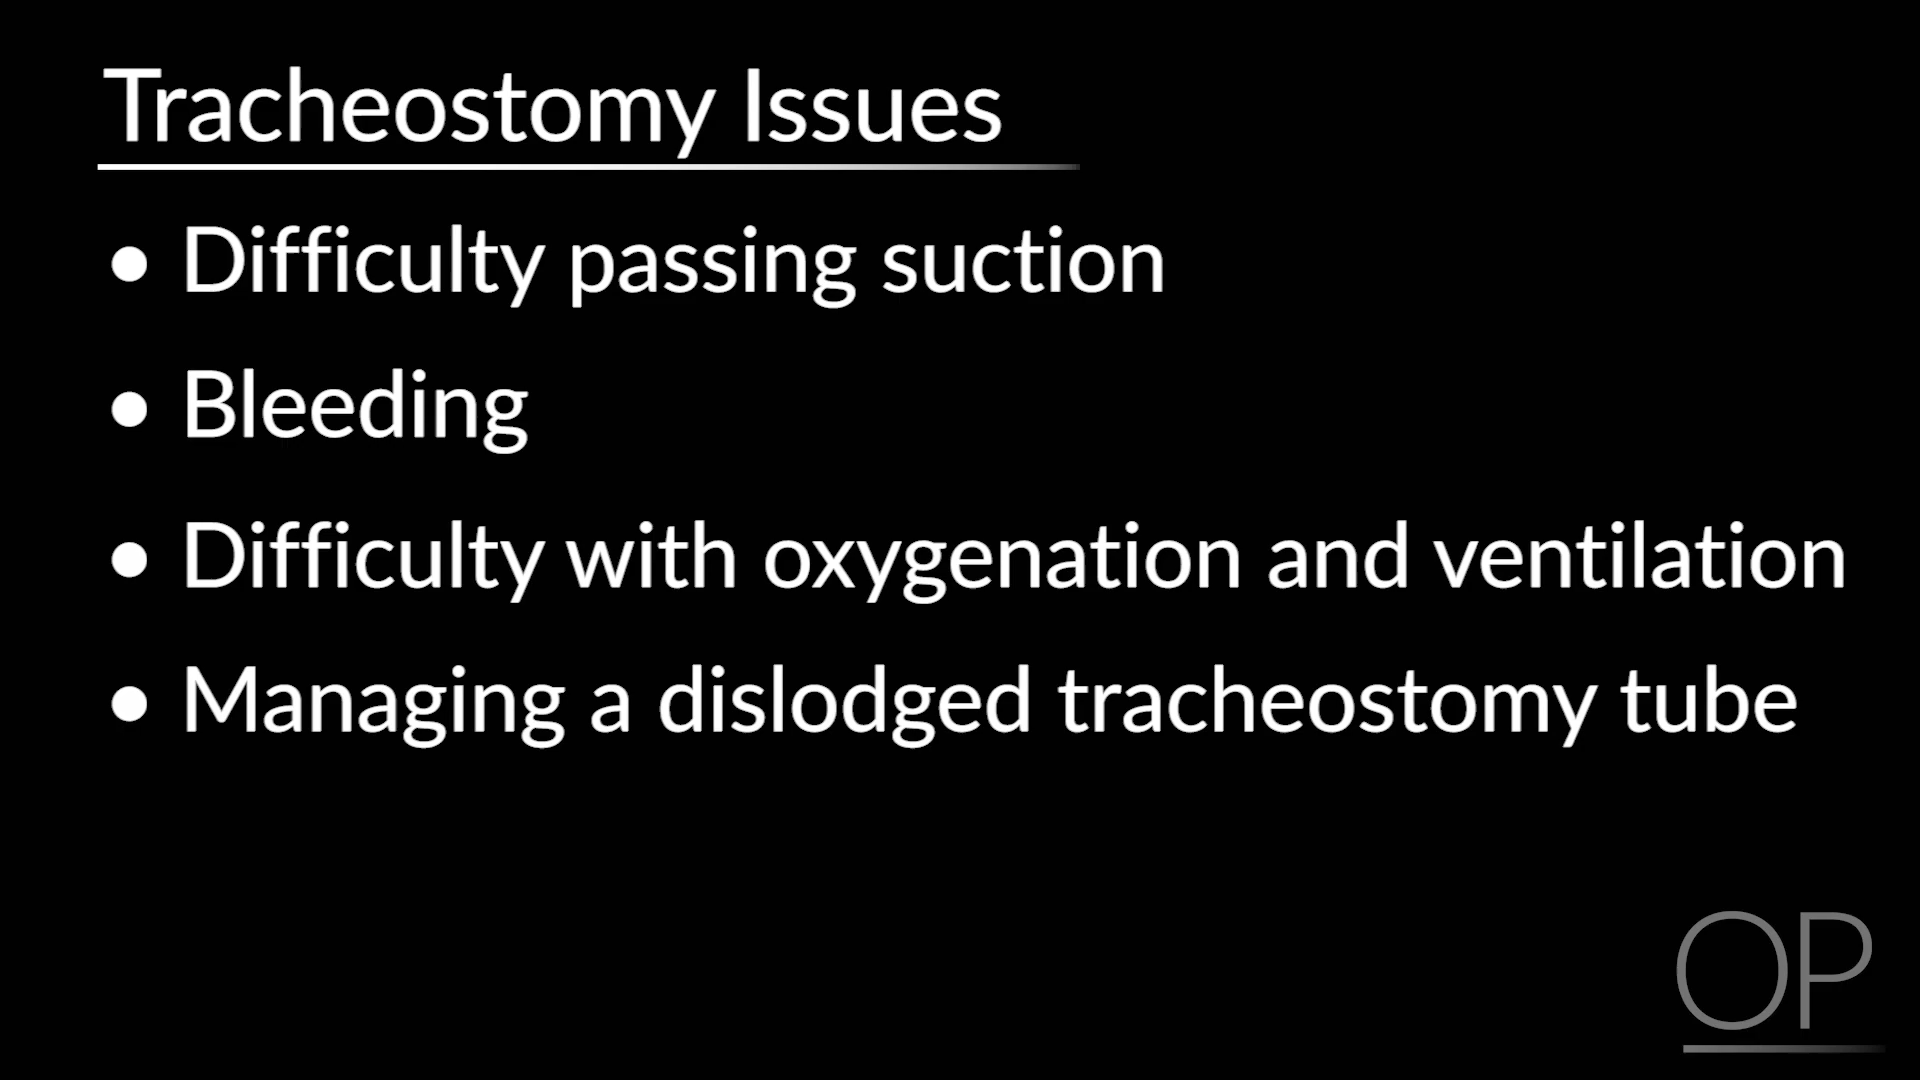 Tracheostomy Issues
• Difficulty passing suction
• Bleeding
• Difficulty with oxygenation and ventilation
• Managing a dislodged tracheostomy tube
OP